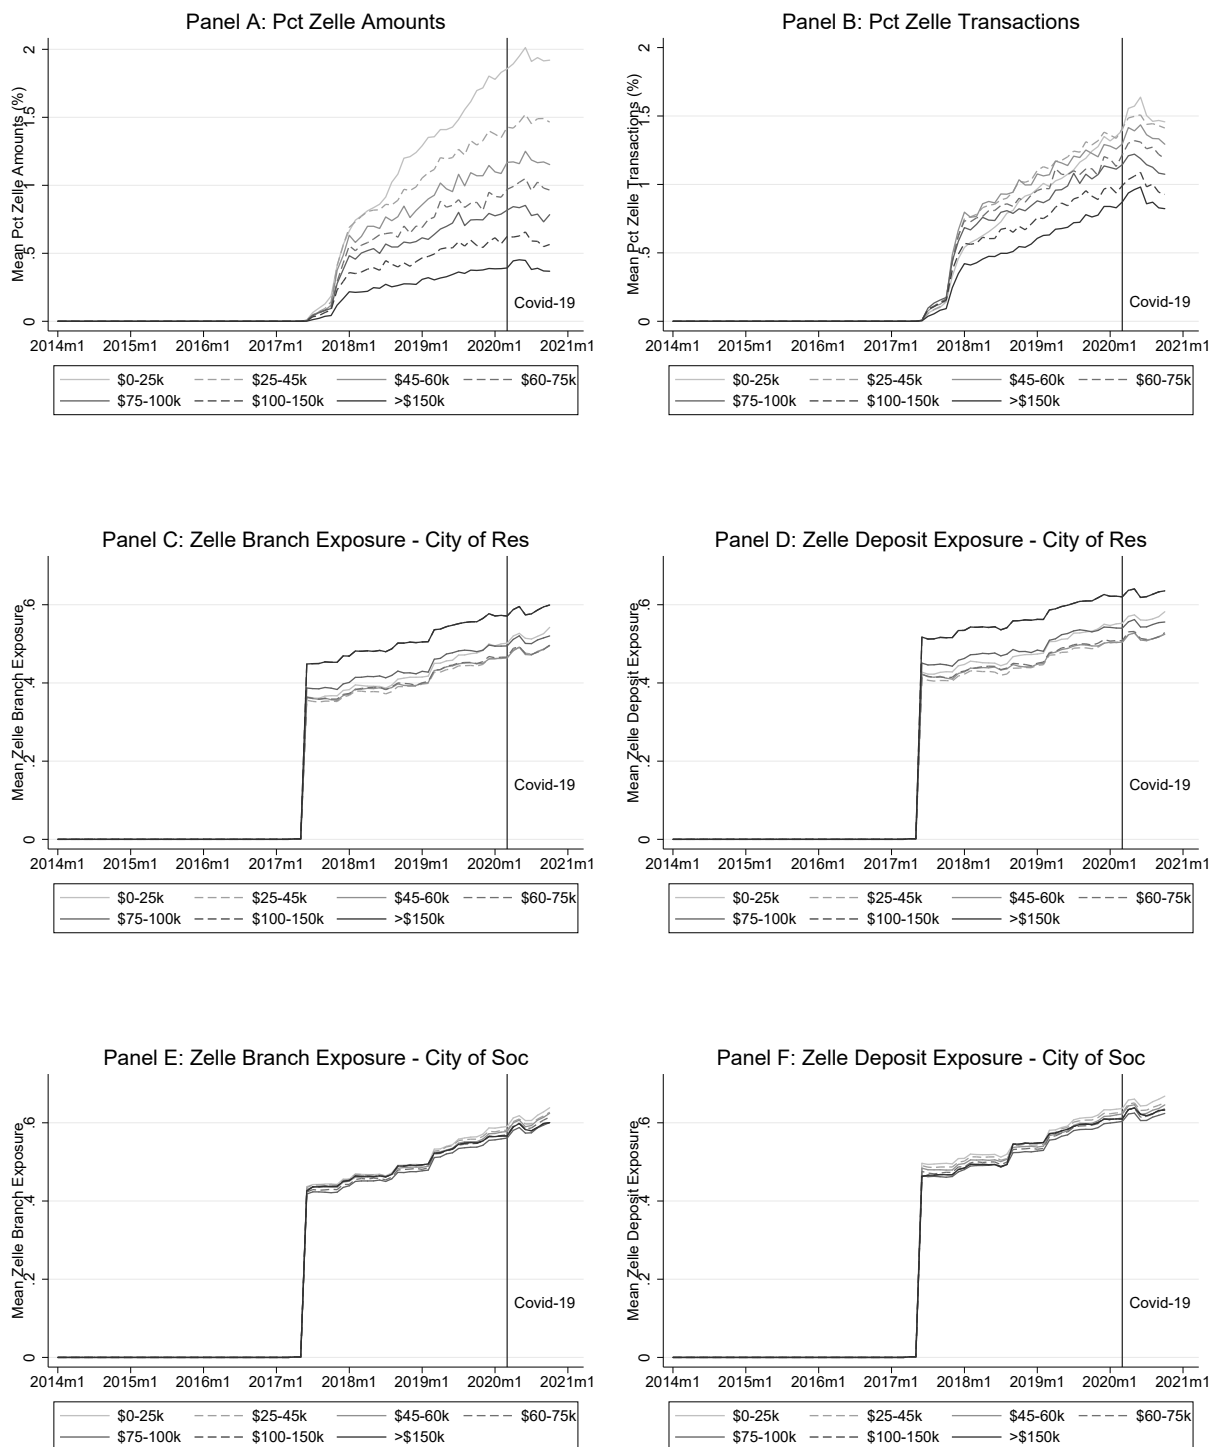 Panel A: Pct Zelle Amounts
Mean Pct Zelle Amounts (%)
2
1.5
1
.5
0
Covid-19
2014m1 2015m1 2016m1 2017m1 2018m1 2019m1 2020m1 2021m1
$0-25k $25-45k $45-60k $60-75k
$75-100k $100-150k >$150k
Panel B: Pct Zelle Transactions
Mean Pct Zelle Transactions (%)
2
1.5
1
.5
0
Covid-19
2014m1 2015m1 2016m1 2017m1 2018m1 2019m1 2020m1 2021m1
$0-25k $25-45k $45-60k $60-75k
$75-100k $100-150k >$150k
Panel C: Zelle Branch Exposure - City of Res
Mean Zelle Branch Exposure
.6
.4
.2
0
Covid-19
2014m1 2015m1 2016m1 2017m1 2018m1 2019m1 2020m1 2021m1
$0-25k $25-45k $45-60k $60-75k
$75-100k $100-150k >$150k
Panel D: Zelle Deposit Exposure - City of Res
Mean Zelle Deposit Exposure
.6
.4
.2
0
Covid-19
2014m1 2015m1 2016m1 2017m1 2018m1 2019m1 2020m1 2021m1
$0-25k $25-45k $45-60k $60-75k
$75-100k $100-150k >$150k
Panel E: Zelle Branch Exposure - City of Soc
Mean Zelle Branch Exposure
.6
.4
.2
0
Covid-19
2014m1 2015m1 2016m1 2017m1 2018m1 2019m1 2020m1 2021m1
$0-25k $25-45k $45-60k $60-75k
$75-100k $100-150k >$150k
Panel F: Zelle Deposit Exposure - City of Soc
Mean Zelle Deposit Exposure
.6
.4
.2
0
Covid-19
2014m1 2015m1 2016m1 2017m1 2018m1 2019m1 2020m1 2021m1
$0-25k $25-45k $45-60k $60-75k
$75-100k $100-150k >$150k